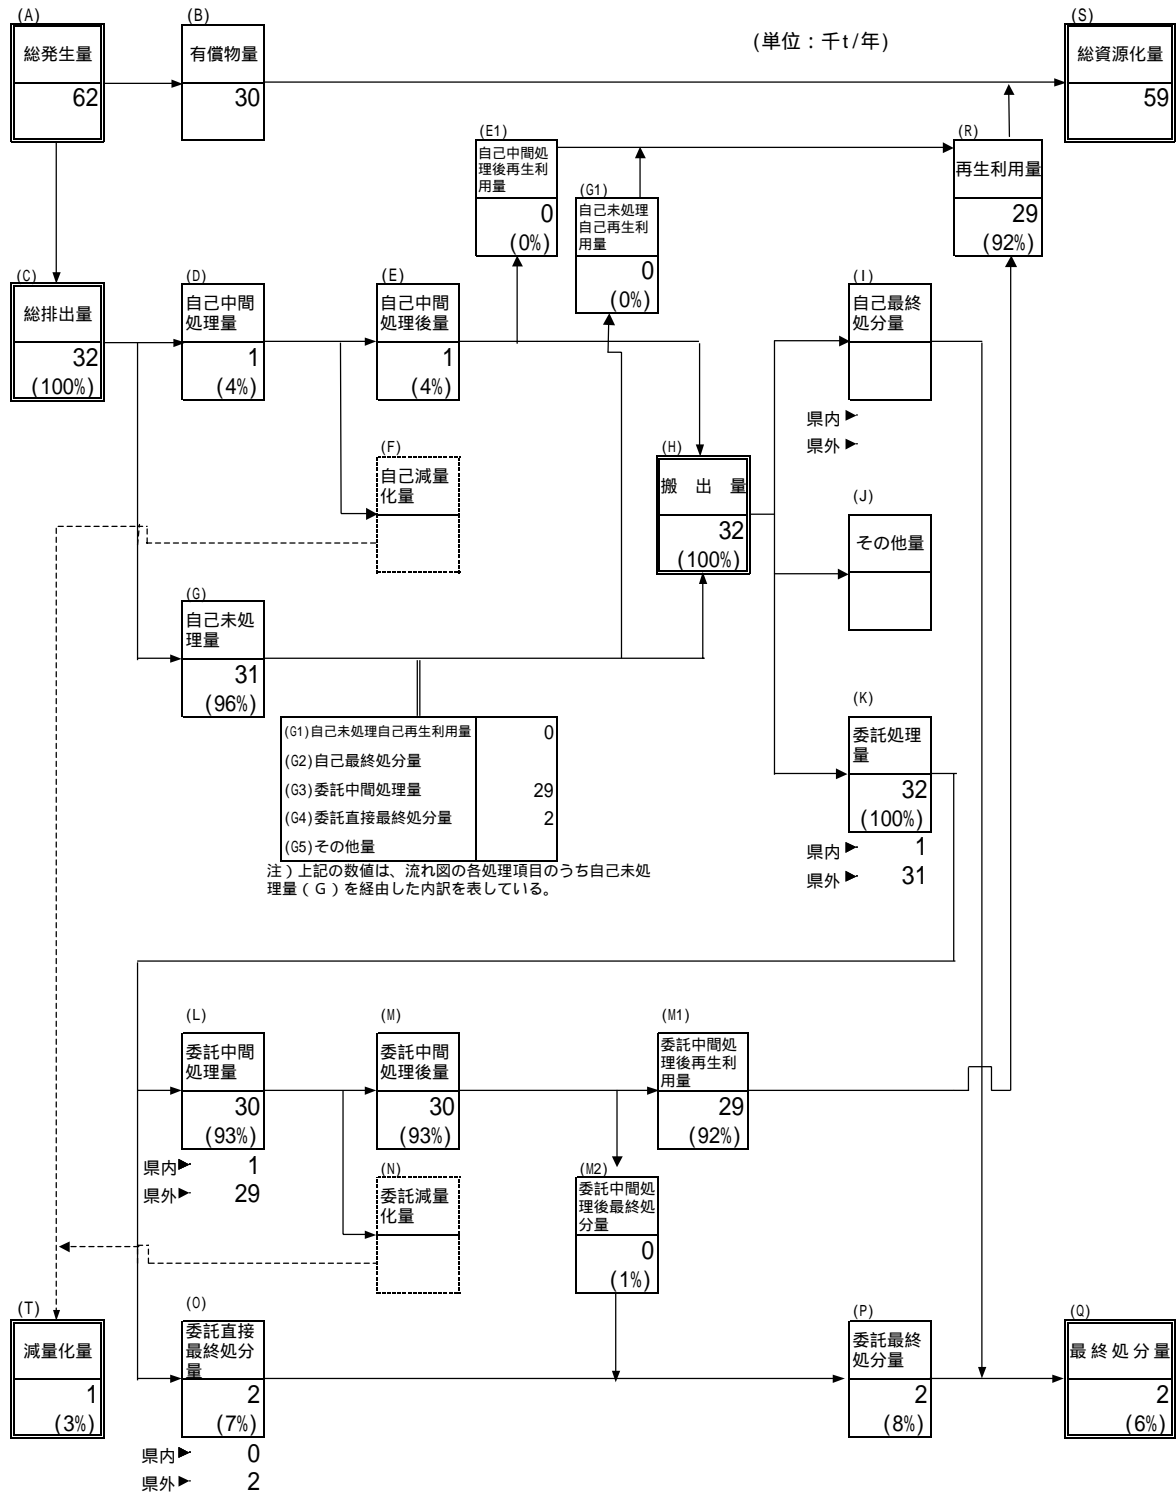 (A)
総発生量
62
(B)
有償物量
30
(単位：千t/年)
(S)
総資源化量
59
(E1)
自己中間処
理後再生利
用量
0
(0%)
(G1)
自己未処理
自己再生利
用量
0
(0%)
(R)
再生利用量
29
(92%)
(C)
総排出量
32
(100%)
(D)
自己中間
処理量
1
(4%)
(E)
自己中間
処理後量
1
(4%)
(I)
自己最終
処分量
県内▶
県外▶
(F)
自己減量
化量
(H)
搬 出 量
32
(100%)
(J)
その他量
(G)
自己未処
理量
31
(96%)
(G1)自己未処理自己再生利用量 0
(G2)自己最終処分量
(G3)委託中間処理量 29
(G4)委託直接最終処分量 2
(G5)その他量
注）上記の数値は、流れ図の各処理項目のうち自己未処
理量（G）を経由した内訳を表している。
(K)
委託処理
量
32
(100%)
県内▶ 1
県外▶ 31
(L)
委託中間
処理量
30
(93%)
県内▶ 1
県外▶ 29
(M)
委託中間
処理後量
30
(93%)
(M1)
委託中間処
理後再生利
用量
29
(92%)
(N)
委託減量
化量
(M2)
委託中間処
理後最終処
分量
0
(1%)
(T)
減量化量
1
(3%)
(O)
委託直接
最終処分
量
2
(7%)
県内▶ 0
県外▶ 2
(P)
委託最終
処分量
2
(8%)
(Q)
最終処分量
2
(6%)